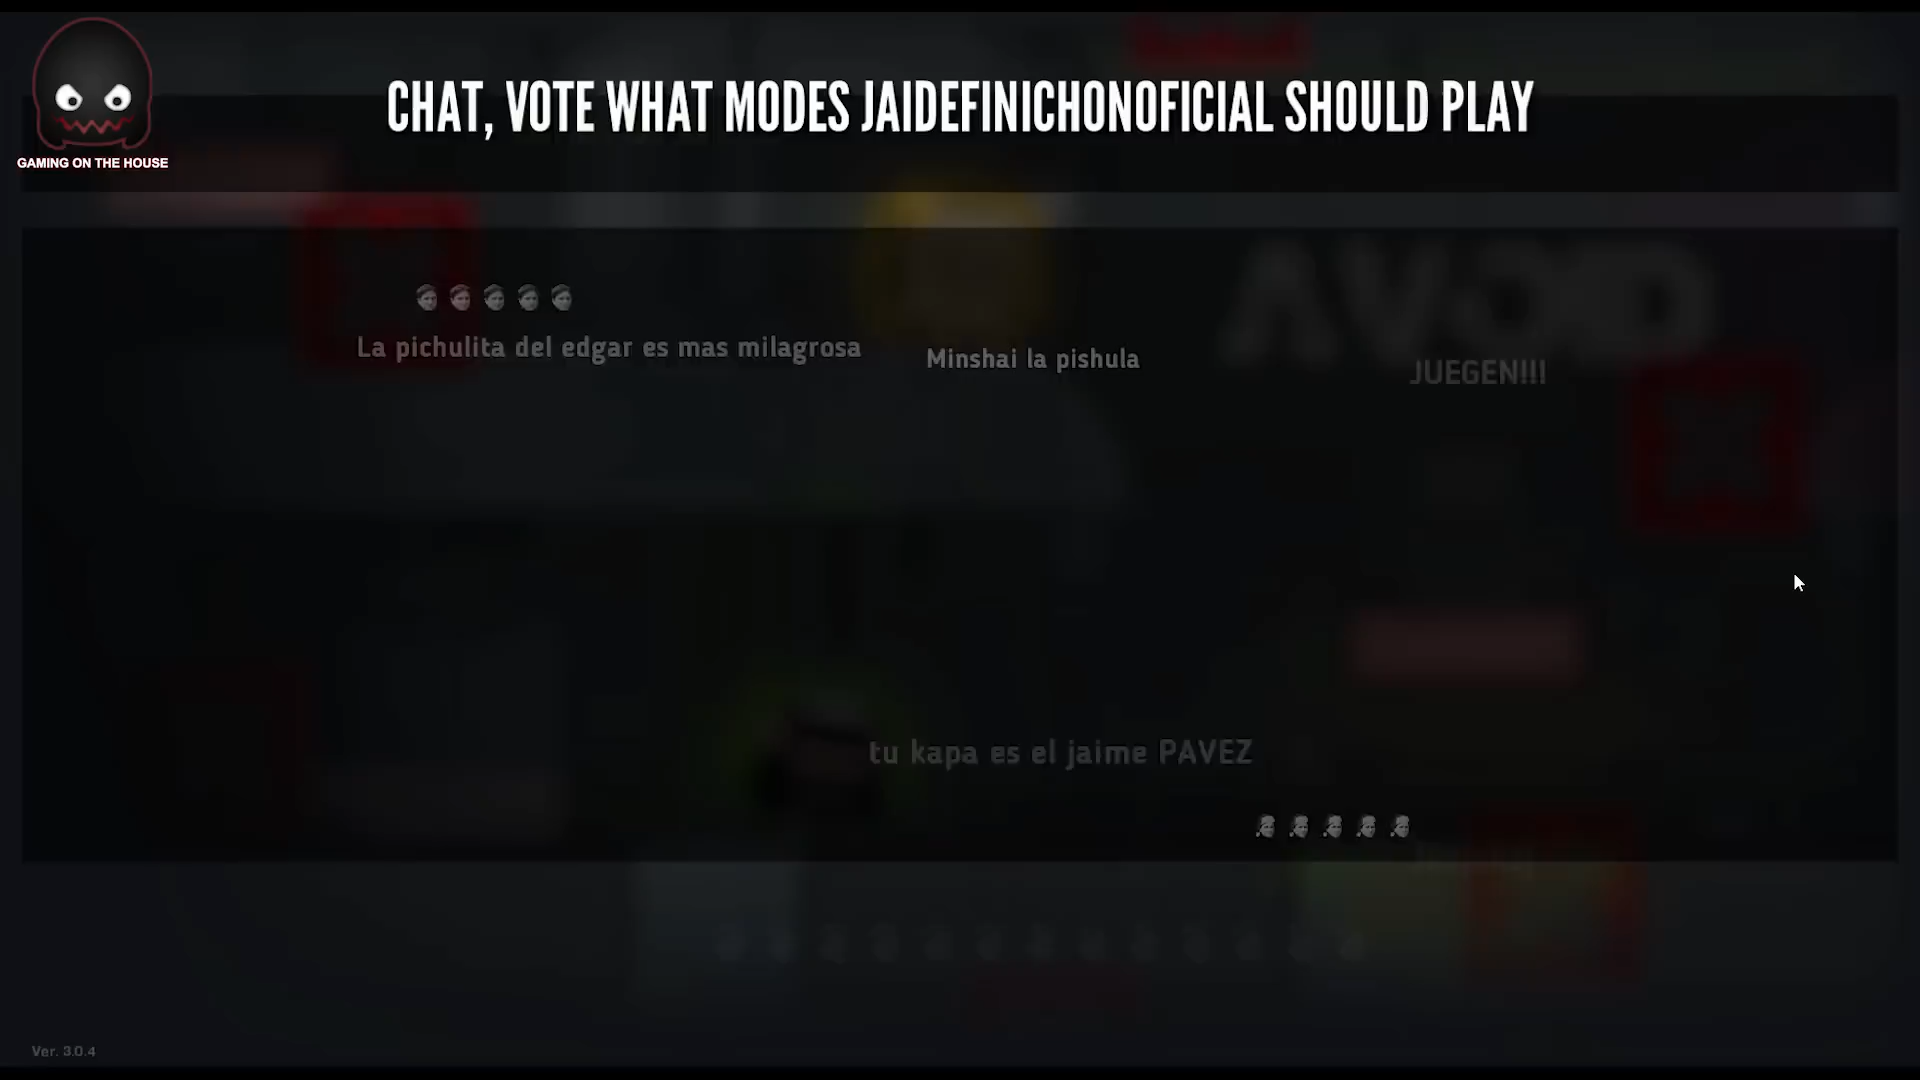 CHAT, VOTE WHAT MODES JAIDEFINICHONOFICIAL SHOULD PLAY
GAMING ON THE HOUSE
La pichulita del edgar es mas milagrosa
Minshai la pishula
JUEGEN!!!
tu kapa es el jaime PAVEZ
Ver. 3.0.4